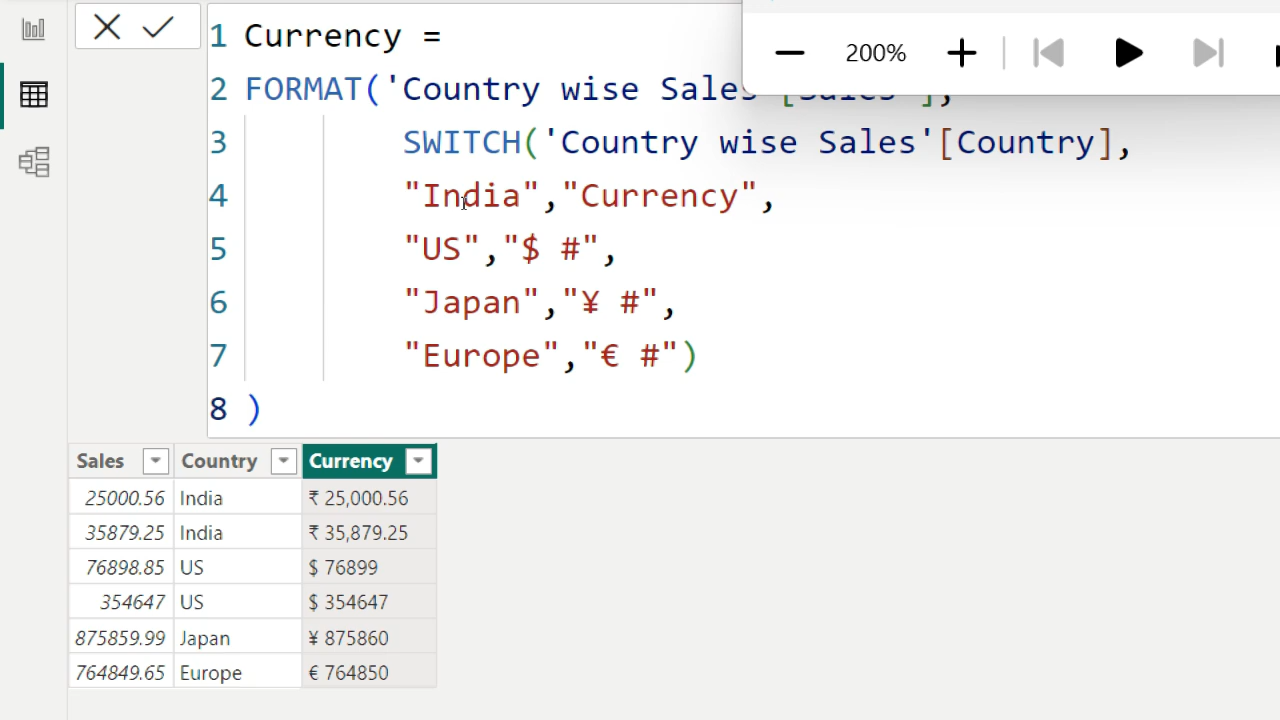 200%
1 Currency =
2 FORMAT('Country wise Sales'[Sales ],
3 SWITCH('Country wise Sales'[Country],
4 "India","Currency",
5 "US","$ #",
6 "Japan","¥ #",
7 "Europe","€ #")
8 )
Sales Country Currency
25000.56 India ₹ 25,000.56
35879.25 India ₹ 35,879.25
76898.85 US $ 76899
354647 US $ 354647
875859.99 Japan ¥ 875860
764849.65 Europe € 764850